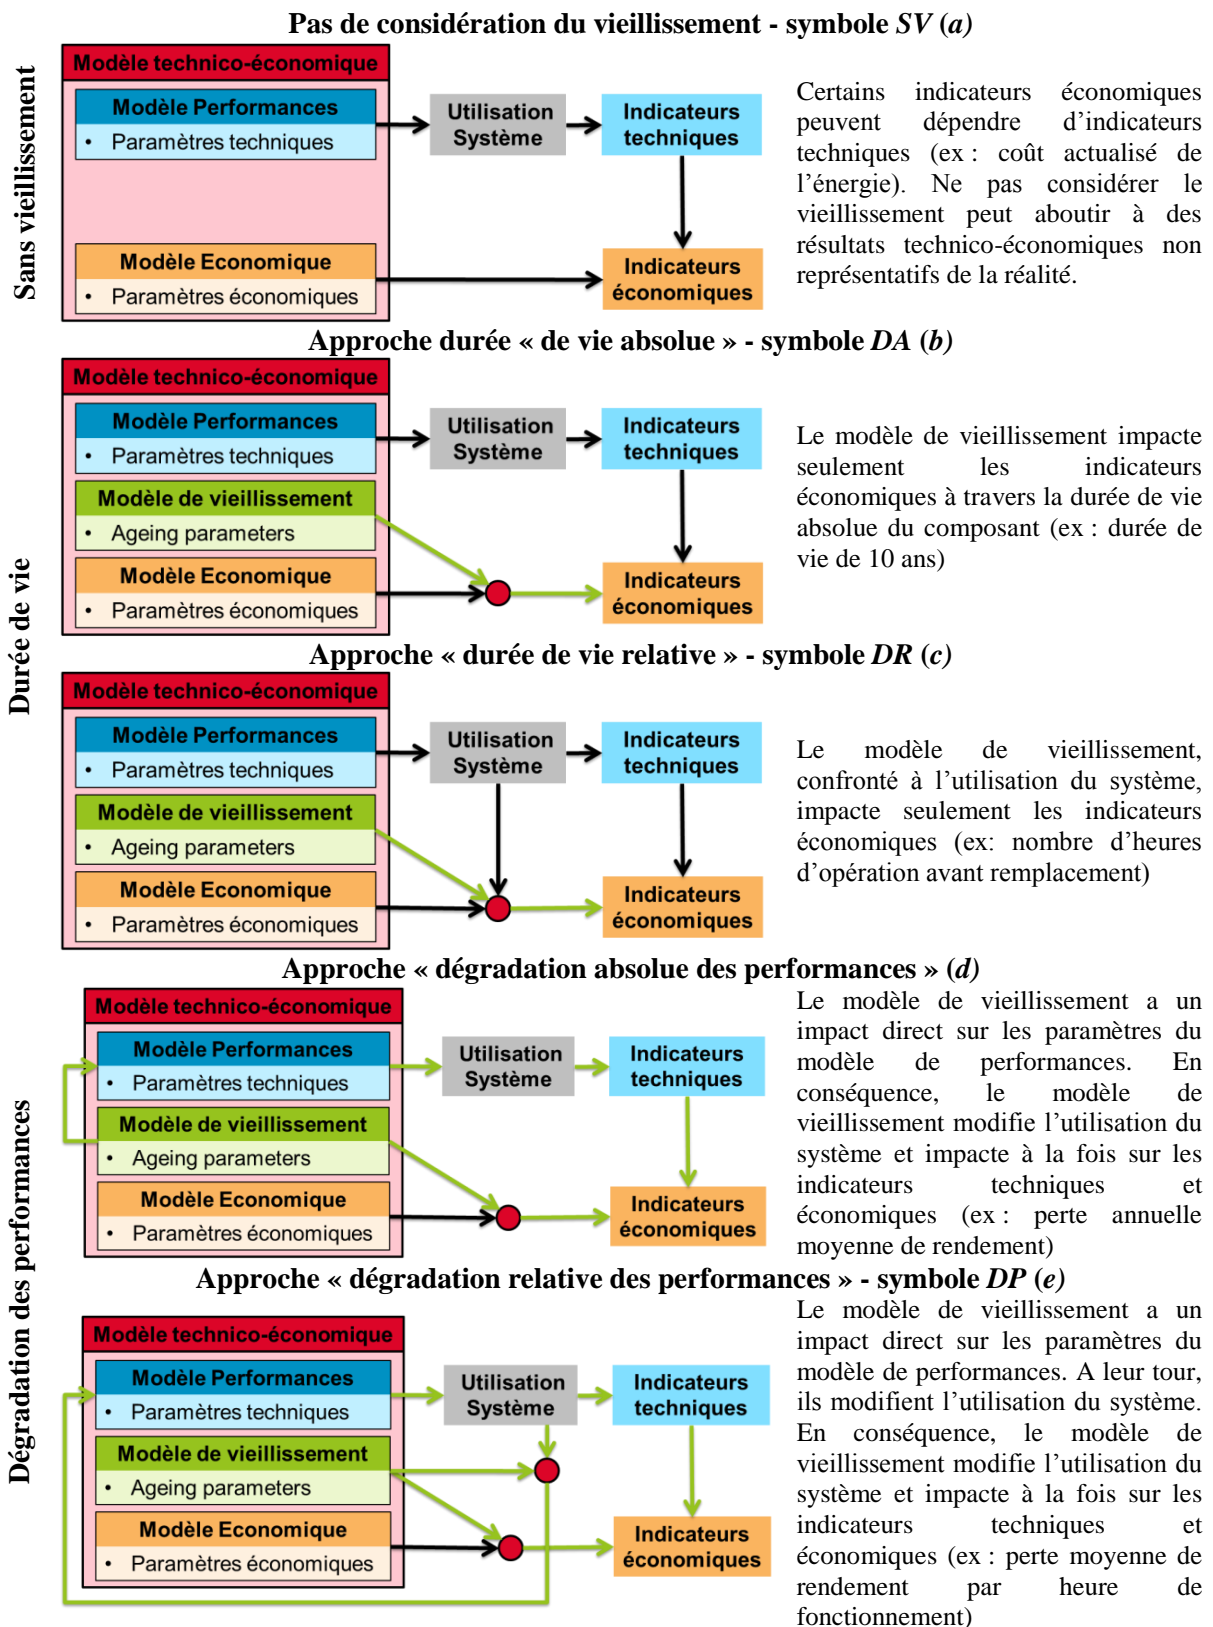 Pas de considération du vieillissement - symbole SV (a)
Sans vieillissement
Modèle technico-économique
Modèle Performances
• Paramètres techniques
Modèle Economique
• Paramètres économiques
Utilisation
Système
Indicateurs
techniques
Indicateurs
économiques
Certains indicateurs économiques
peuvent dépendre d’indicateurs
techniques (ex : coût actualisé de
l’énergie). Ne pas considérer le
vieillissement peut aboutir à des
résultats technico-économiques non
représentatifs de la réalité.
Approche durée « de vie absolue » - symbole DA (b)
Durée de vie
Modèle technico-économique
Modèle Performances
• Paramètres techniques
Modèle de vieillissement
• Ageing parameters
Modèle Economique
• Paramètres économiques
Utilisation
Système
Indicateurs
techniques
Indicateurs
économiques
Le modèle de vieillissement impacte
seulement les indicateurs
économiques à travers la durée de vie
absolue du composant (ex : durée de
vie de 10 ans)
Approche « durée de vie relative » - symbole DR (c)
Modèle technico-économique
Modèle Performances
• Paramètres techniques
Modèle de vieillissement
• Ageing parameters
Modèle Economique
• Paramètres économiques
Utilisation
Système
Indicateurs
techniques
Indicateurs
économiques
Le modèle de vieillissement,
confronté à l’utilisation du système,
impacte seulement les indicateurs
économiques (ex: nombre d’heures
d’opération avant remplacement)
Approche « dégradation absolue des performances » (d)
Dégradation des performances
Modèle technico-économique
Modèle Performances
• Paramètres techniques
Modèle de vieillissement
• Ageing parameters
Modèle Economique
• Paramètres économiques
Utilisation
Système
Indicateurs
techniques
Indicateurs
économiques
Le modèle de vieillissement a un
impact direct sur les paramètres du
modèle de performances. En
conséquence, le modèle de
vieillissement modifie l’utilisation du
système et impacte à la fois sur les
indicateurs techniques et
économiques (ex : perte annuelle
moyenne de rendement)
Approche « dégradation relative des performances » - symbole DP (e)
Modèle technico-économique
Modèle Performances
• Paramètres techniques
Modèle de vieillissement
• Ageing parameters
Modèle Economique
• Paramètres économiques
Utilisation
Système
Indicateurs
techniques
Indicateurs
économiques
Le modèle de vieillissement a un
impact direct sur les paramètres du
modèle de performances. A leur tour,
ils modifient l’utilisation du système.
En conséquence, le modèle de
vieillissement modifie l’utilisation du
système et impacte à la fois sur les
indicateurs techniques et
économiques (ex : perte moyenne de
rendement par heure de
fonctionnement)